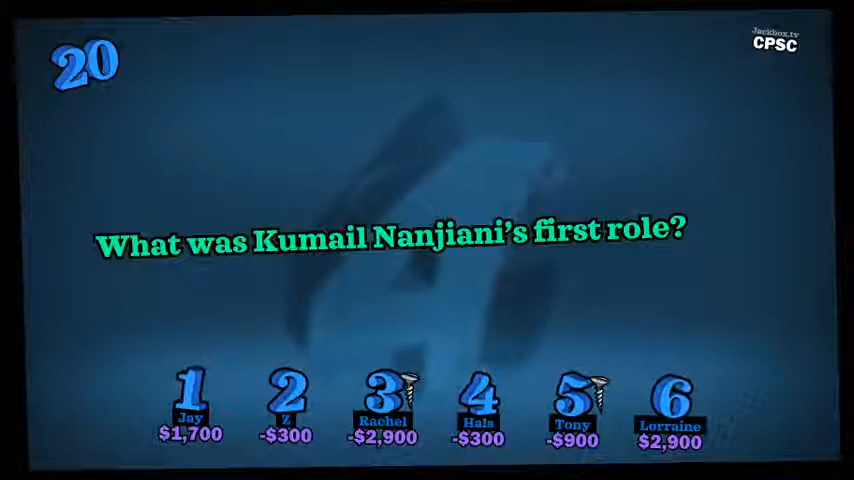 20
Jackbox.tv
CPSC
What was Kumail Nanjiani's first role?
1 2 3 4 5 6
Jay Z Rachel Hals Tony Lorraine
$1,700 -$300 -$2,900 -$300 -$900 $2,900